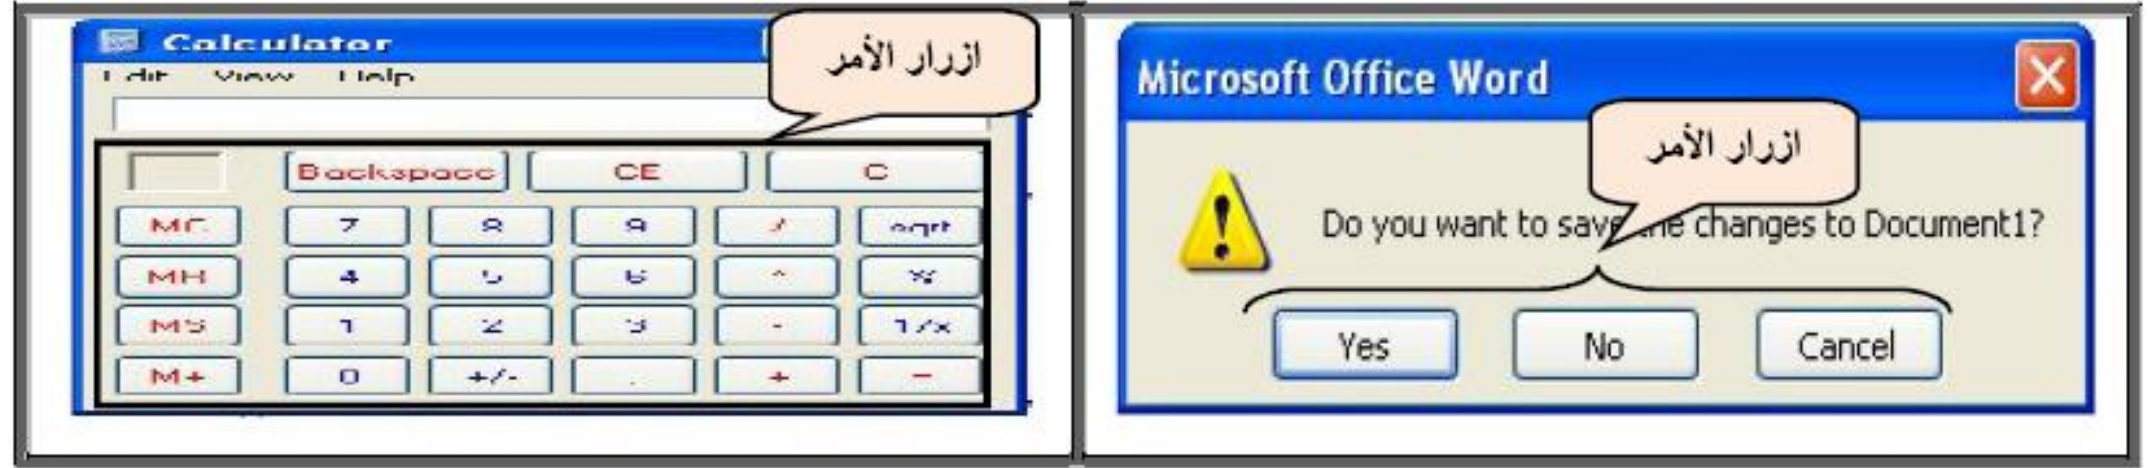 Calculator
Edit View Help
ازرار الأمر
Backspace CE C
MC 7 8 9 / sqrt
MR 4 5 6 * %
MS 1 2 3 - 1/x
M+ 0 +/- . + =
Microsoft Office Word
ازرار الأمر
Do you want to save the changes to Document1?
Yes No Cancel